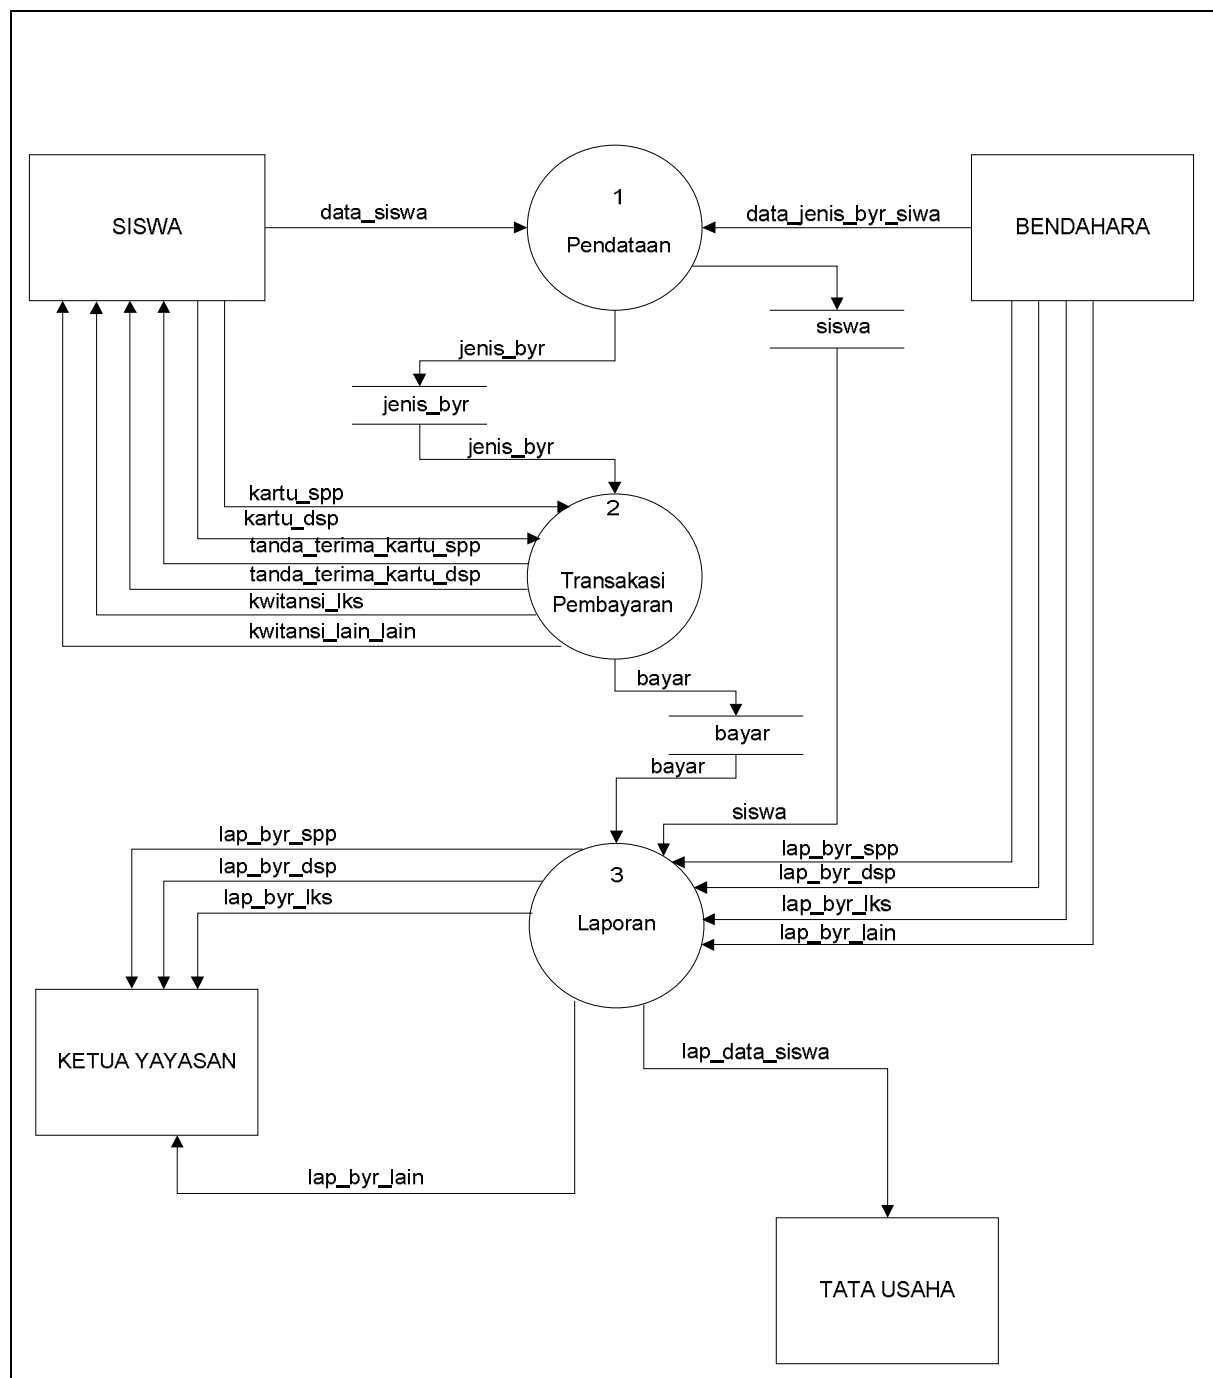 1
data_siswa
data_jenis_byr_siwa
SISWA
Pendataan
BENDAHARA
siswa
jenis_byr
jenis_byr
jenis_byr
kartu_spp
kartu_dsp
tanda_terima_kartu_spp
tanda_terima_kartu_dsp
kwitansi_lks
kwitansi_lain_lain
2
Transakasi
Pembayaran
bayar
bayar
bayar
siswa
lap_byr_spp
lap_byr_dsp
lap_byr_lks
3
Laporan
lap_byr_spp
lap_byr_dsp
lap_byr_lks
lap_byr_lain
KETUA YAYASAN
lap_data_siswa
lap_byr_lain
TATA USAHA